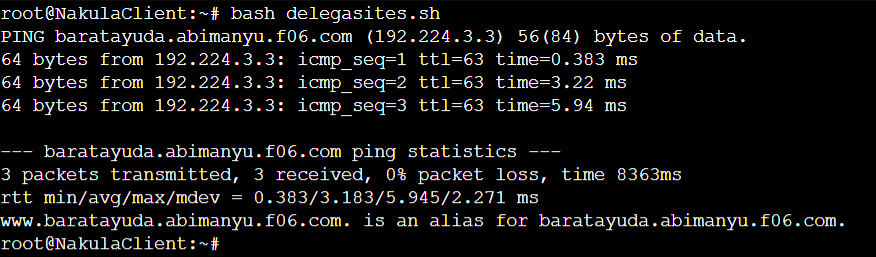 root@NakulaClient:~# bash delegasites.sh
PING baratayuda.abimanyu.f06.com (192.224.3.3) 56(84) bytes of data.
64 bytes from 192.224.3.3: icmp_seq=1 ttl=63 time=0.383 ms
64 bytes from 192.224.3.3: icmp_seq=2 ttl=63 time=3.22 ms
64 bytes from 192.224.3.3: icmp_seq=3 ttl=63 time=5.94 ms
--- baratayuda.abimanyu.f06.com ping statistics ---
3 packets transmitted, 3 received, 0% packet loss, time 8363ms
rtt min/avg/max/mdev = 0.383/3.183/5.945/2.271 ms
www.baratayuda.abimanyu.f06.com. is an alias for baratayuda.abimanyu.f06.com.
root@NakulaClient:~#